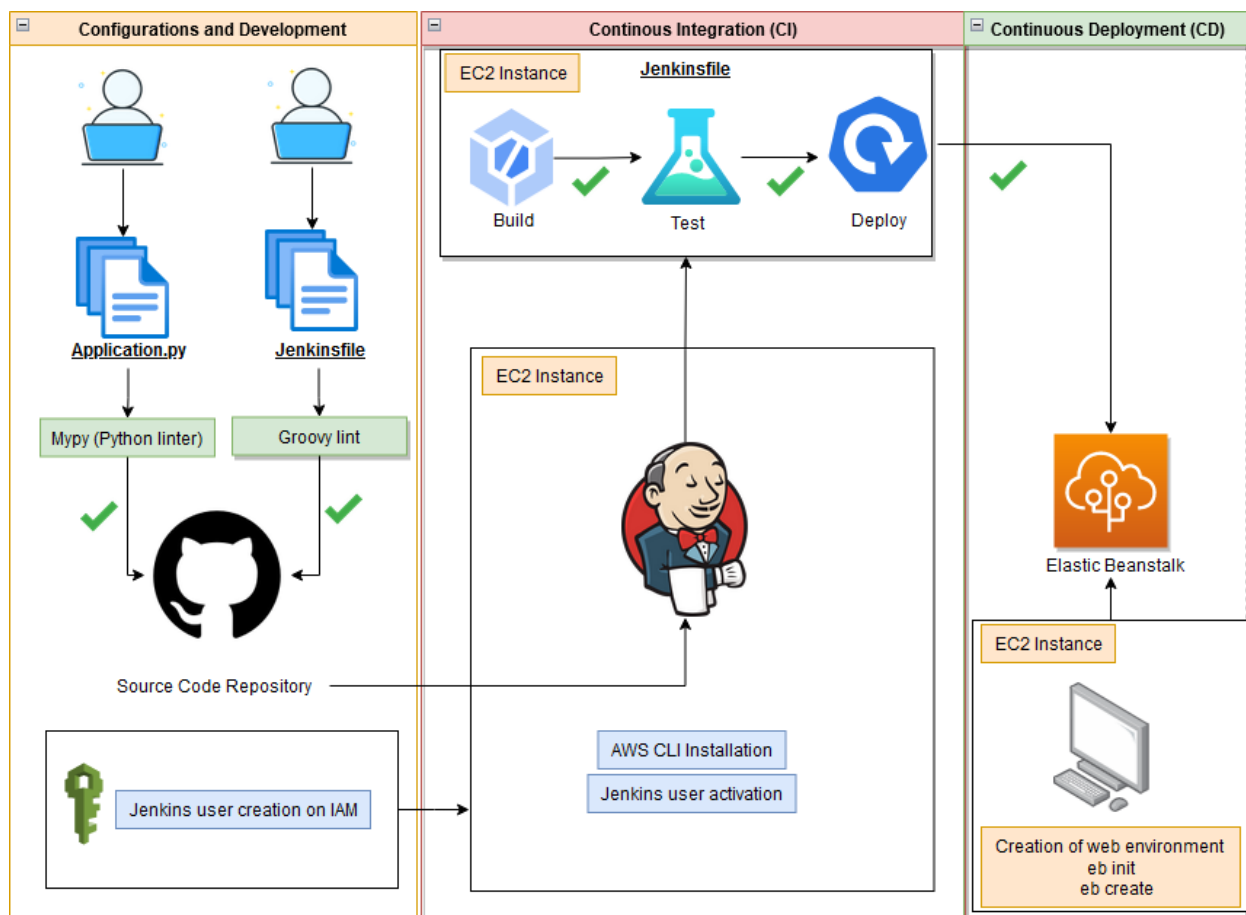 Configurations and Development
Continous Integration (CI)
Continuous Deployment (CD)
EC2 Instance
Jenkinsfile
Build
Test
Deploy
Application.py
Jenkinsfile
Mypy (Python linter)
Groovy lint
Source Code Repository
Jenkins user creation on IAM
EC2 Instance
AWS CLI Installation
Jenkins user activation
Elastic Beanstalk
EC2 Instance
Creation of web environment
eb init
eb create